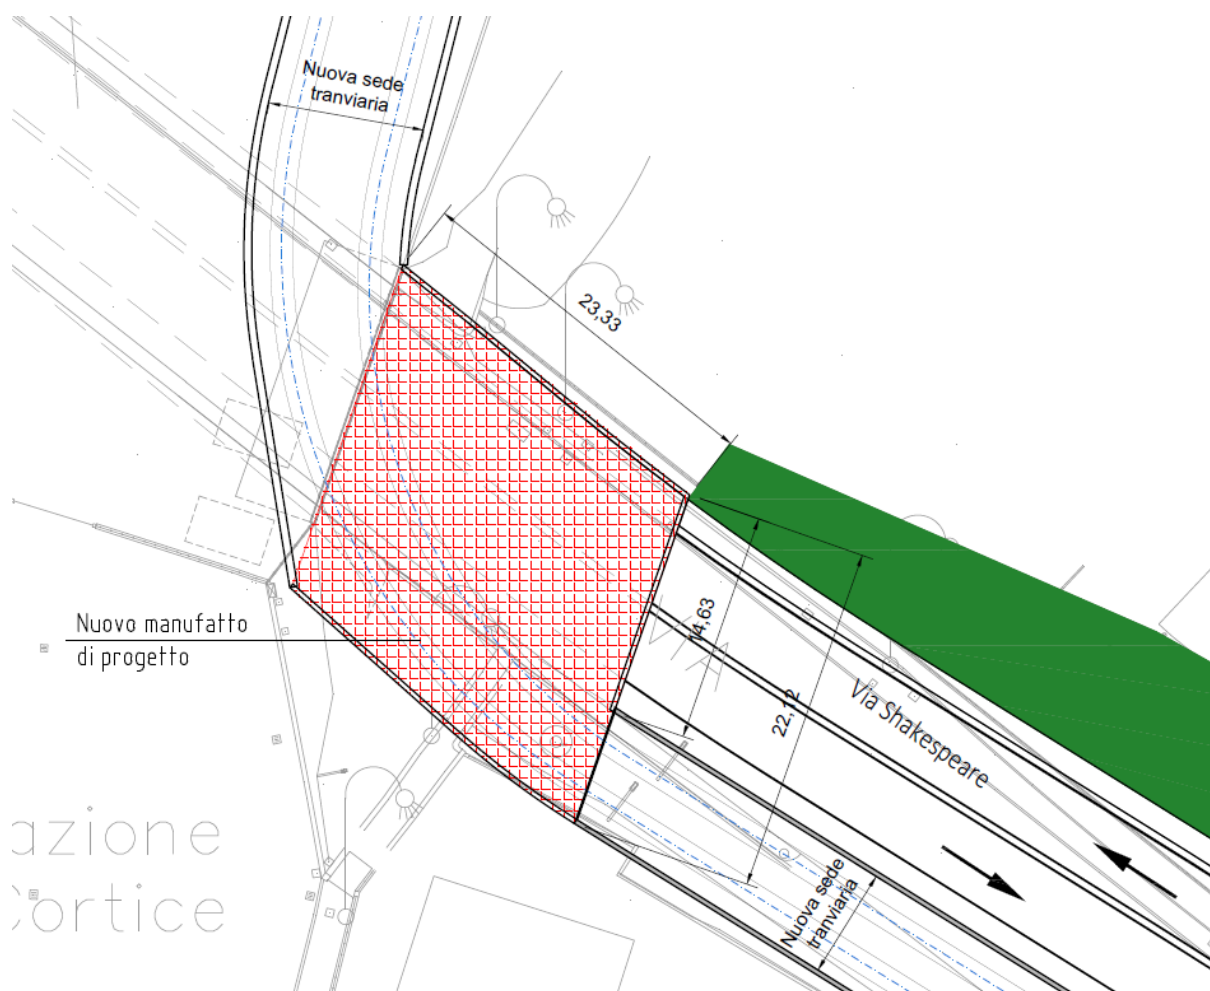 Nuova sede
tranviaria
23,33
14,63
22,12
Nuovo manufatto
di progetto
Via Shakespeare
azione
Cortice
Nuova sede
tranviaria